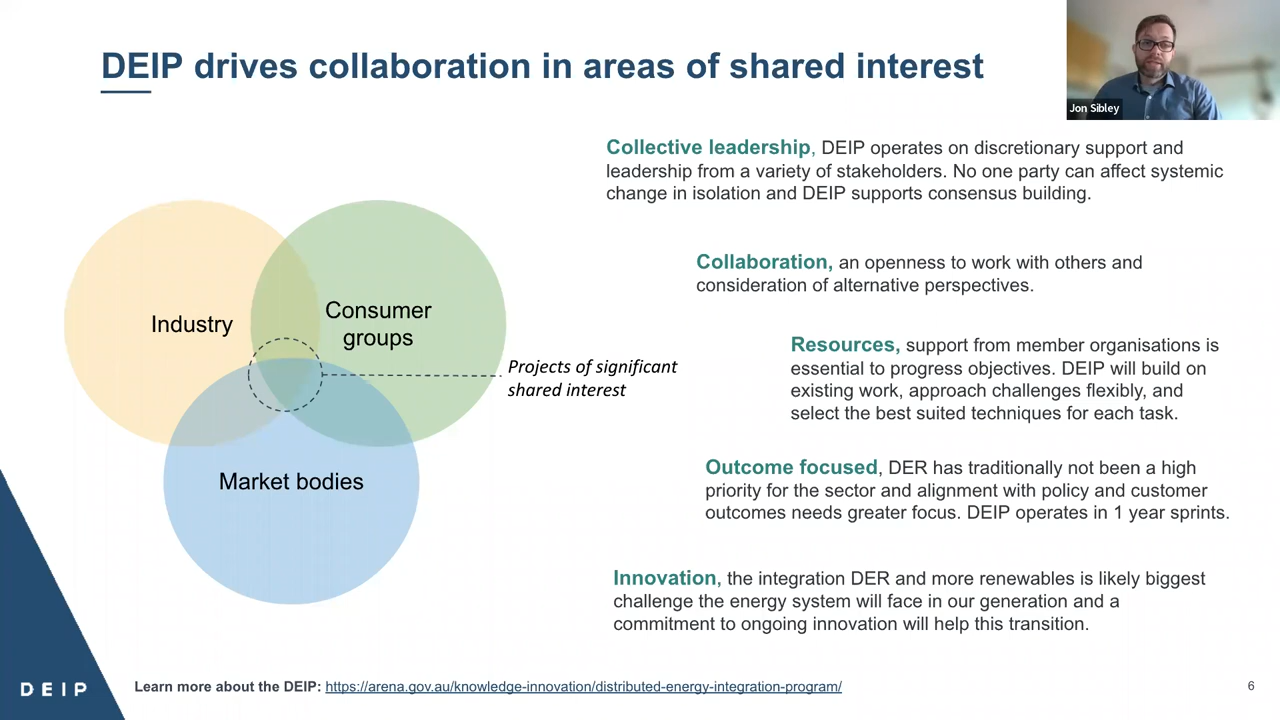 DEIP drives collaboration in areas of shared interest
Jon Sibley
Collective leadership, DEIP operates on discretionary support and
leadership from a variety of stakeholders. No one party can affect systemic
change in isolation and DEIP supports consensus building.
Collaboration, an openness to work with others and
consideration of alternative perspectives.
Industry
Consumer
groups
Market bodies
Projects of significant
shared interest
Resources, support from member organisations is
essential to progress objectives. DEIP will build on
existing work, approach challenges flexibly, and
select the best suited techniques for each task.
Outcome focused, DER has traditionally not been a high
priority for the sector and alignment with policy and customer
outcomes needs greater focus. DEIP operates in 1 year sprints.
Innovation, the integration DER and more renewables is likely biggest
challenge the energy system will face in our generation and a
commitment to ongoing innovation will help this transition.
DEIP
Learn more about the DEIP: https://arena.gov.au/knowledge-innovation/distributed-energy-integration-program/
6